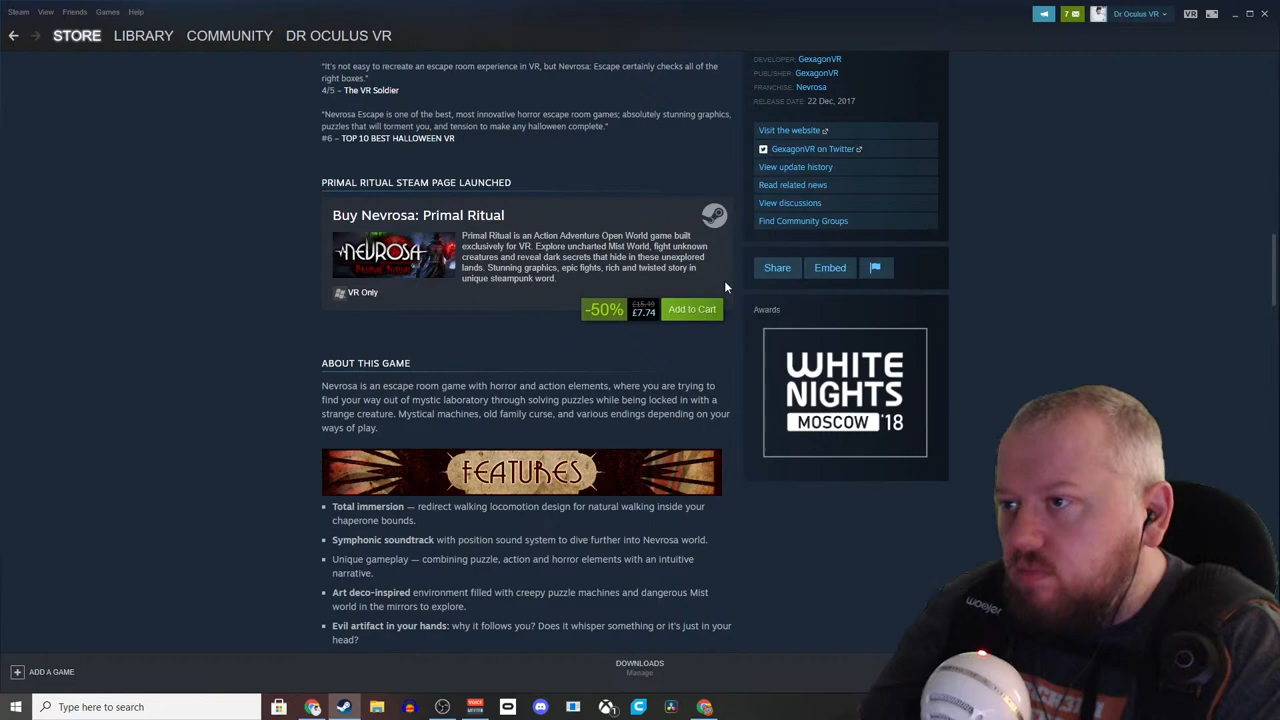 Steam View Friends Games Help
7 Dr Oculus VR VR
STORE LIBRARY COMMUNITY DR OCULUS VR
"It's not easy to recreate an escape room experience in VR, but Nevrosa: Escape certainly checks all of the
right boxes."
4/5 – The VR Soldier
"Nevrosa Escape is one of the best, most innovative horror escape room games; absolutely stunning graphics,
puzzles that will torment you, and tension to make any halloween complete."
#6 – TOP 10 BEST HALLOWEEN VR
PRIMAL RITUAL STEAM PAGE LAUNCHED
Buy Nevrosa: Primal Ritual
NEVROSA
Primal Ritual
Primal Ritual is an Action Adventure Open World game built
exclusively for VR. Explore uncharted Mist World, fight unknown
creatures and reveal dark secrets that hide in these unexplored
lands. Stunning graphics, epic fights, rich and twisted story in
unique steampunk word.
VR Only
-50% £15.49 £7.74 Add to Cart
ABOUT THIS GAME
Nevrosa is an escape room game with horror and action elements, where you are trying to
find your way out of mystic laboratory through solving puzzles while being locked in with a
strange creature. Mystical machines, old family curse, and various endings depending on your
ways of play.
FEATURES
Total immersion — redirect walking locomotion design for natural walking inside your
chaperone bounds.
Symphonic soundtrack with position sound system to dive further into Nevrosa world.
Unique gameplay — combining puzzle, action and horror elements with an intuitive
narrative.
Art deco-inspired environment filled with creepy puzzle machines and dangerous Mist
world in the mirrors to explore.
Evil artifact in your hands: why it follows you? Does it whisper something or it's just in your
head?
DEVELOPER: GexagonVR
PUBLISHER: GexagonVR
FRANCHISE: Nevrosa
RELEASE DATE: 22 Dec, 2017
Visit the website
GexagonVR on Twitter
View update history
Read related news
View discussions
Find Community Groups
Share Embed
Awards
WHITE
NIGHTS
MOSCOW '18
woojer
ADD A GAME
DOWNLOADS
Manage
Type here to search